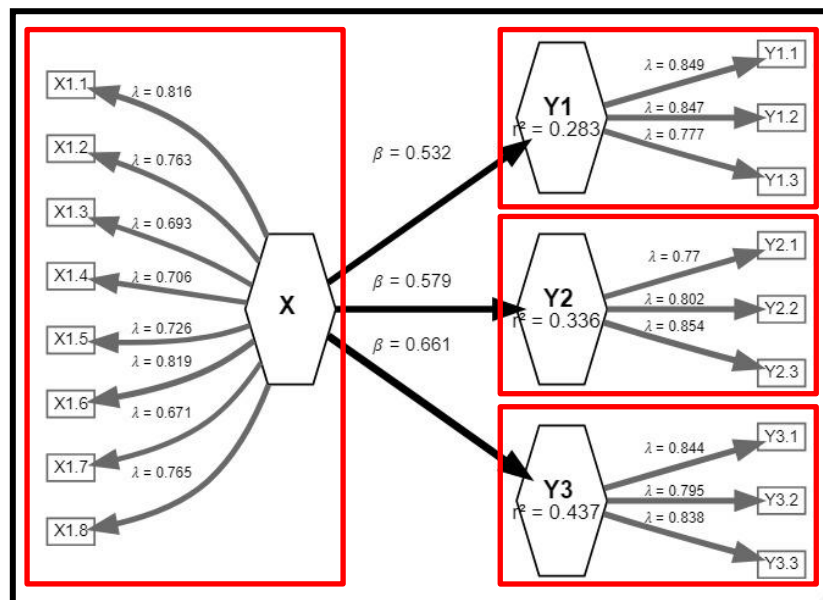 X1.1
λ = 0.816
X1.2
λ = 0.763
X1.3
λ = 0.693
X1.4
λ = 0.706
X1.5
λ = 0.726
λ = 0.819
X1.6
λ = 0.671
X1.7
λ = 0.765
X1.8
X
β = 0.532
β = 0.579
β = 0.661
Y1
r² = 0.283
λ = 0.849
λ = 0.847
λ = 0.777
Y1.1
Y1.2
Y1.3
Y2
r² = 0.336
λ = 0.77
λ = 0.802
λ = 0.854
Y2.1
Y2.2
Y2.3
Y3
r² = 0.437
λ = 0.844
λ = 0.795
λ = 0.838
Y3.1
Y3.2
Y3.3